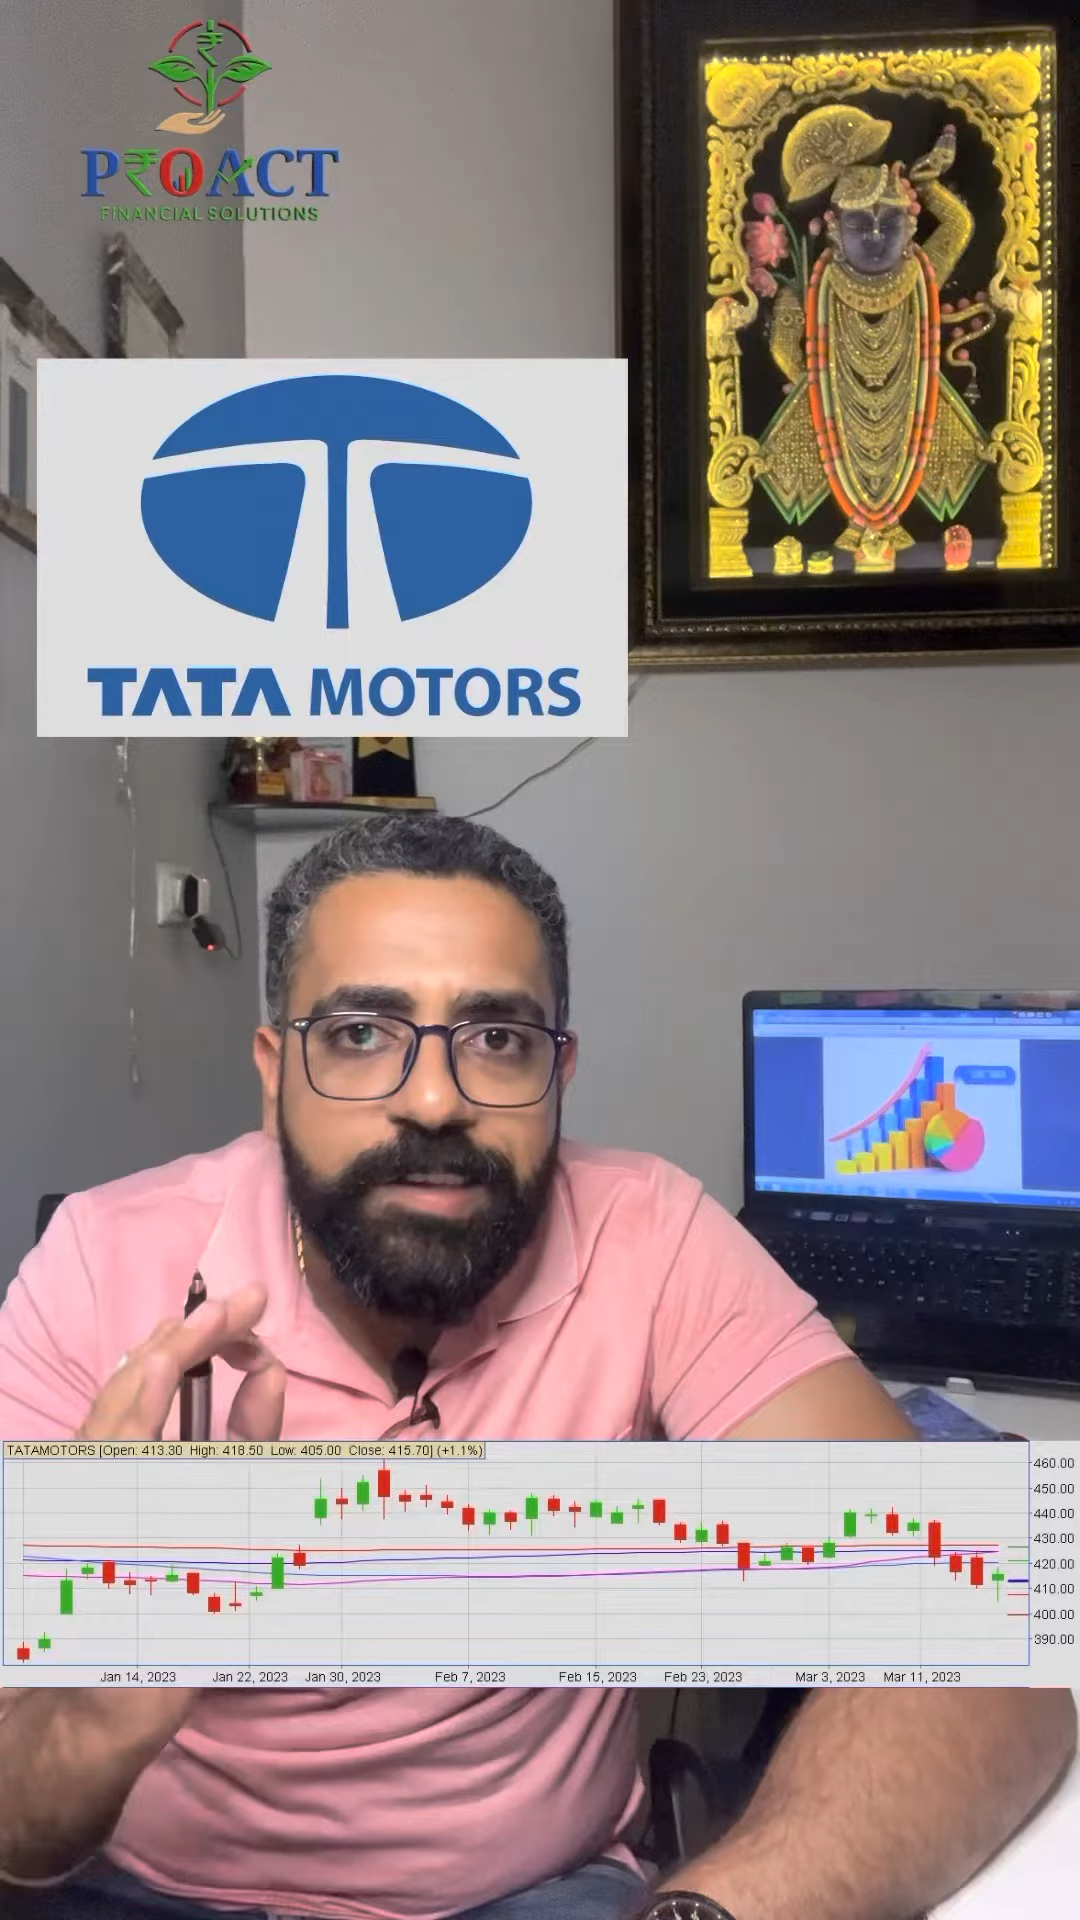 PROACT
FINANCIAL SOLUTIONS
TATA MOTORS
TATAMOTORS [Open: 413.30 High: 418.50 Low: 405.00 Close: 415.70] (+1.1%)
460.00
450.00
440.00
430.00
420.00
410.00
400.00
390.00
Jan 14, 2023 Jan 22, 2023 Jan 30, 2023 Feb 7, 2023 Feb 15, 2023 Feb 23, 2023 Mar 3, 2023 Mar 11, 2023